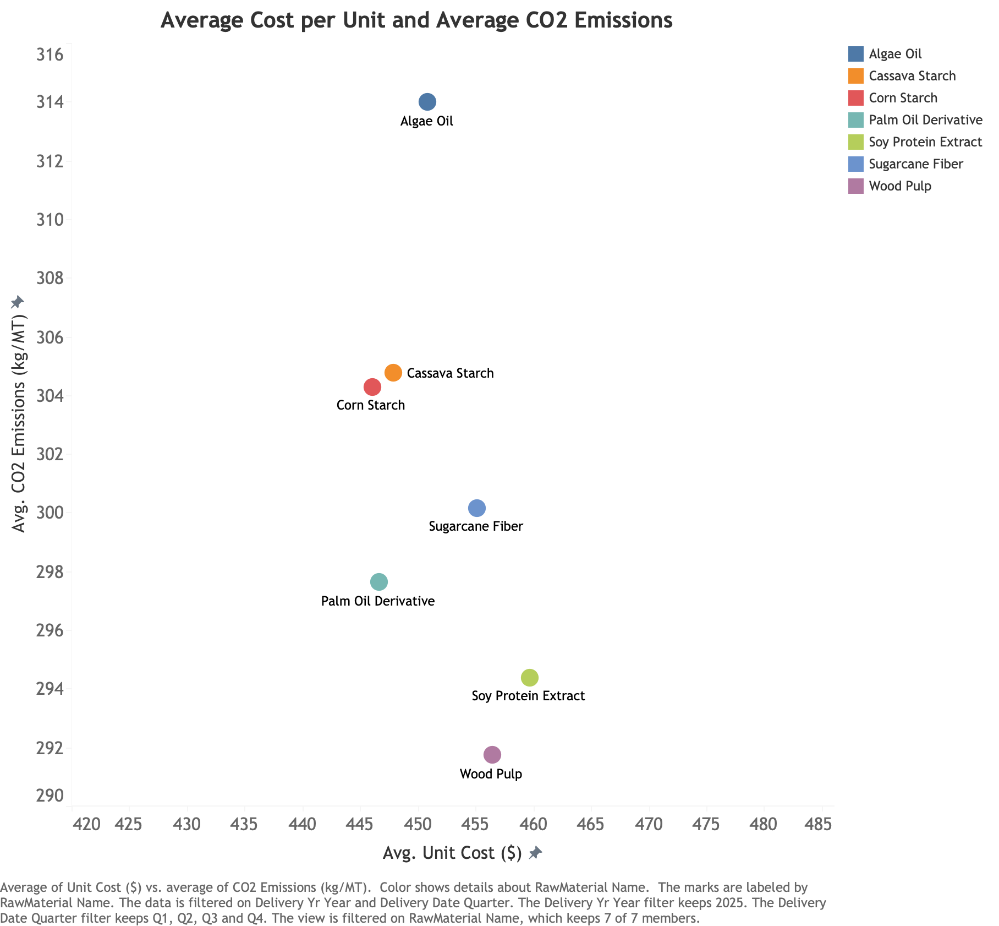 Average Cost per Unit and Average CO2 Emissions
316
314
312
310
308
306
304
302
300
298
296
294
292
290
Avg. CO2 Emissions (kg/MT)
Algae Oil
Cassava Starch
Corn Starch
Sugarcane Fiber
Palm Oil Derivative
Soy Protein Extract
Wood Pulp
420 425 430 435 440 445 450 455 460 465 470 475 480 485
Avg. Unit Cost ($)
Algae Oil
Cassava Starch
Corn Starch
Palm Oil Derivative
Soy Protein Extract
Sugarcane Fiber
Wood Pulp
Average of Unit Cost ($) vs. average of CO2 Emissions (kg/MT).  Color shows details about RawMaterial Name.  The marks are labeled by
RawMaterial Name. The data is filtered on Delivery Yr Year and Delivery Date Quarter. The Delivery Yr Year filter keeps 2025. The Delivery
Date Quarter filter keeps Q1, Q2, Q3 and Q4. The view is filtered on RawMaterial Name, which keeps 7 of 7 members.